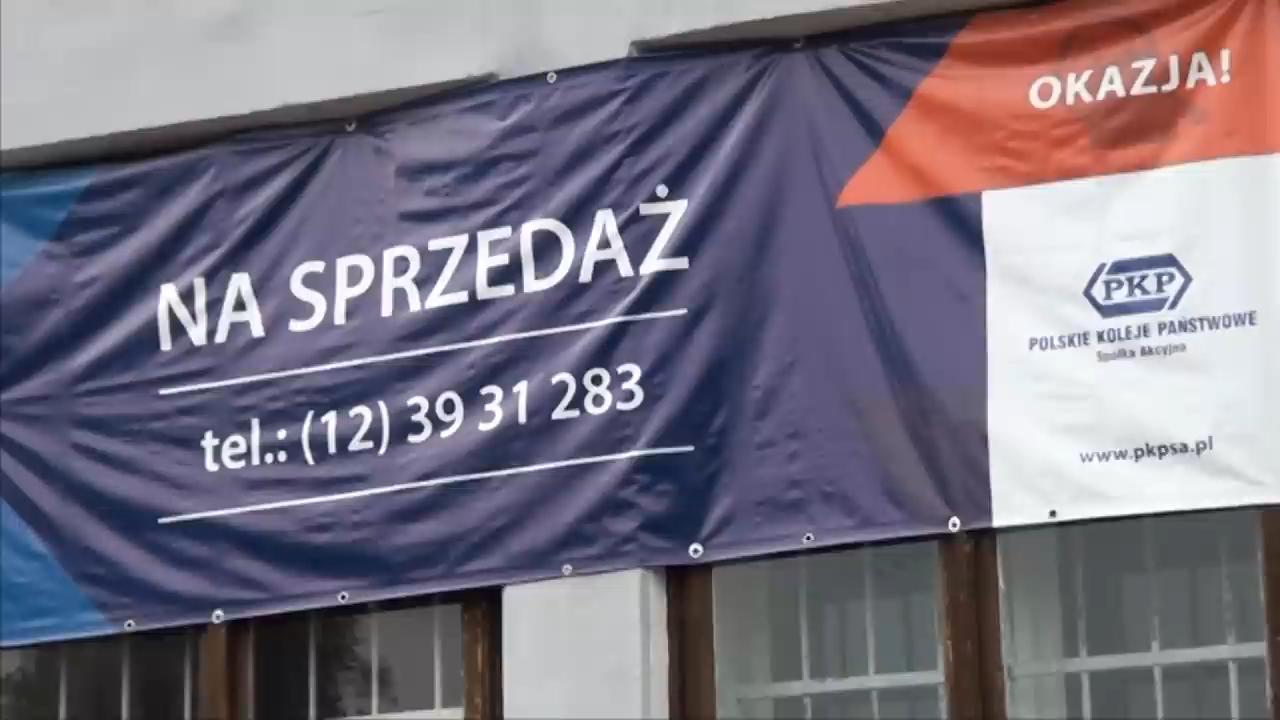 OKAZJA!
NA SPRZEDAŻ
tel.: (12) 39 31 283
PKP
POLSKIE KOLEJE PAŃSTWOWE
Spółka Akcyjna
www.pkpsa.pl